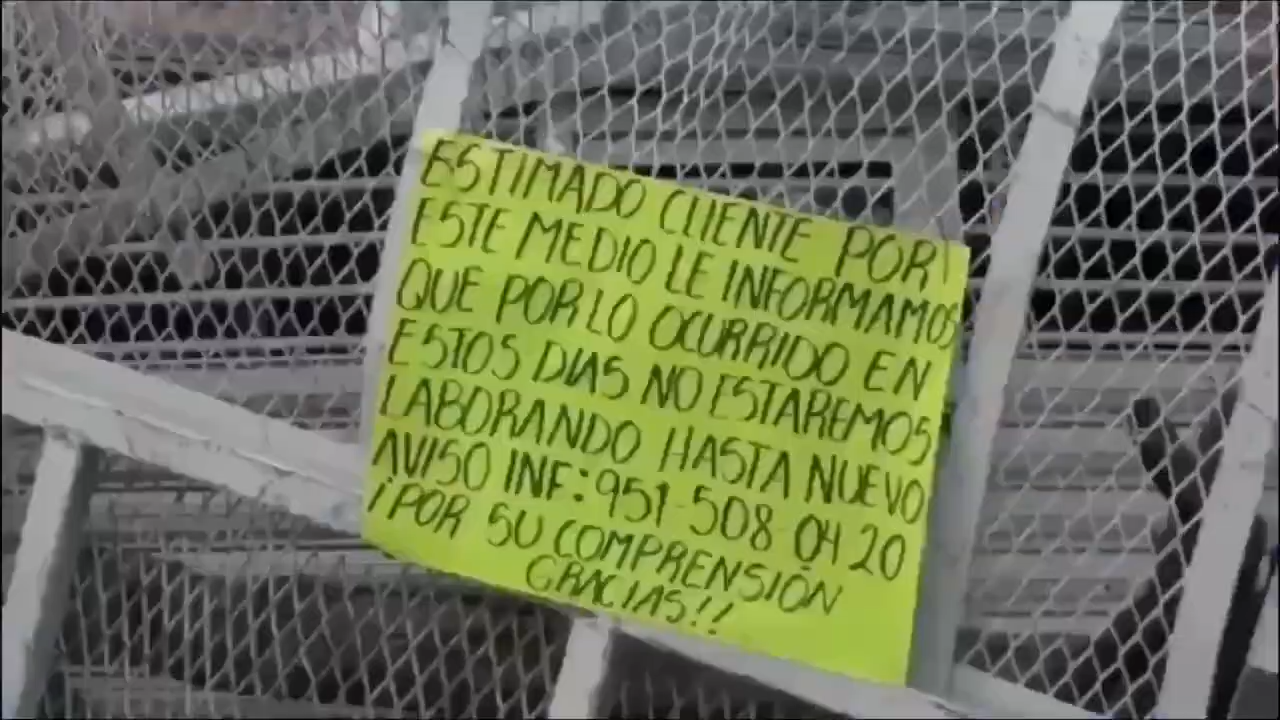 ESTIMADO CLIENTE POR
ESTE MEDIO LE INFORMAMOS
QUE POR LO OCURRIDO EN
ESTOS DIAS NO ESTAREMOS
LABORANDO HASTA NUEVO
AVISO INF: 951-508-04 20
¡POR SU COMPRENSIÓN
GRACIAS!!